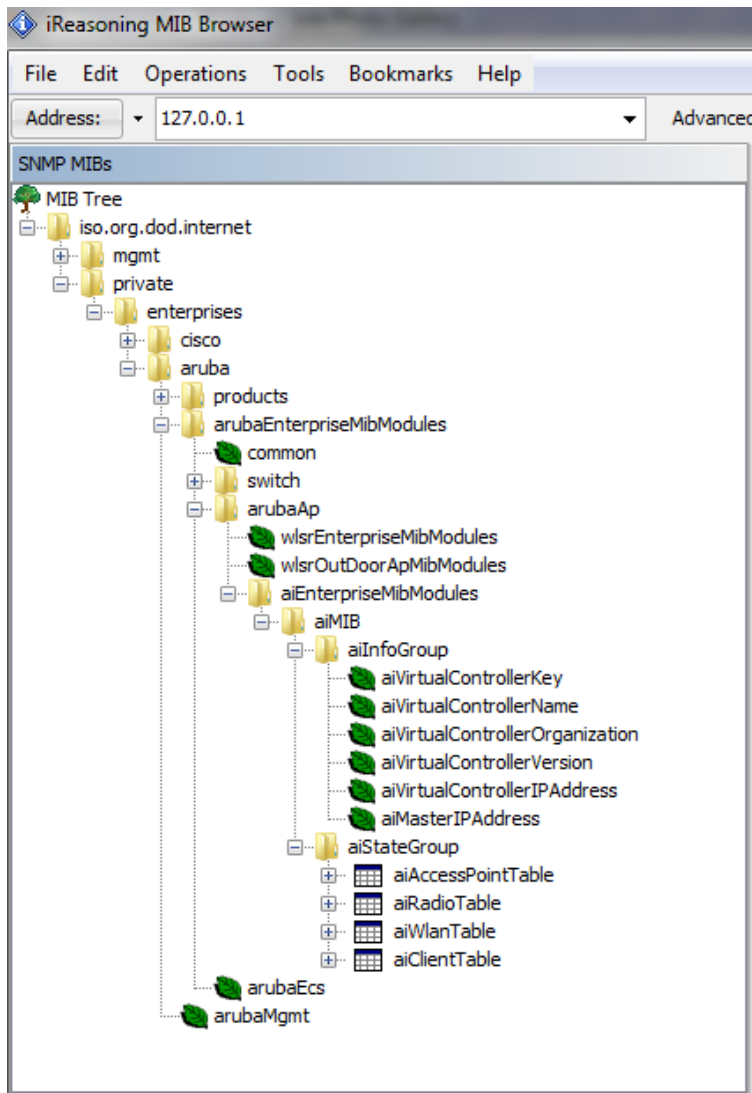 iReasoning MIB Browser
File Edit Operations Tools Bookmarks Help
Address: 127.0.0.1 Advanced
SNMP MIBs
MIB Tree
iso.org.dod.internet
mgmt
private
enterprises
cisco
aruba
products
arubaEnterpriseMibModules
common
switch
arubaAp
wlsrEnterpriseMibModules
wlsrOutDoorApMibModules
aiEnterpriseMibModules
aiMIB
aiInfoGroup
aiVirtualControllerKey
aiVirtualControllerName
aiVirtualControllerOrganization
aiVirtualControllerVersion
aiVirtualControllerIPAddress
aiMasterIPAddress
aiStateGroup
aiAccessPointTable
aiRadioTable
aiWlanTable
aiClientTable
arubaEcs
arubaMgmt